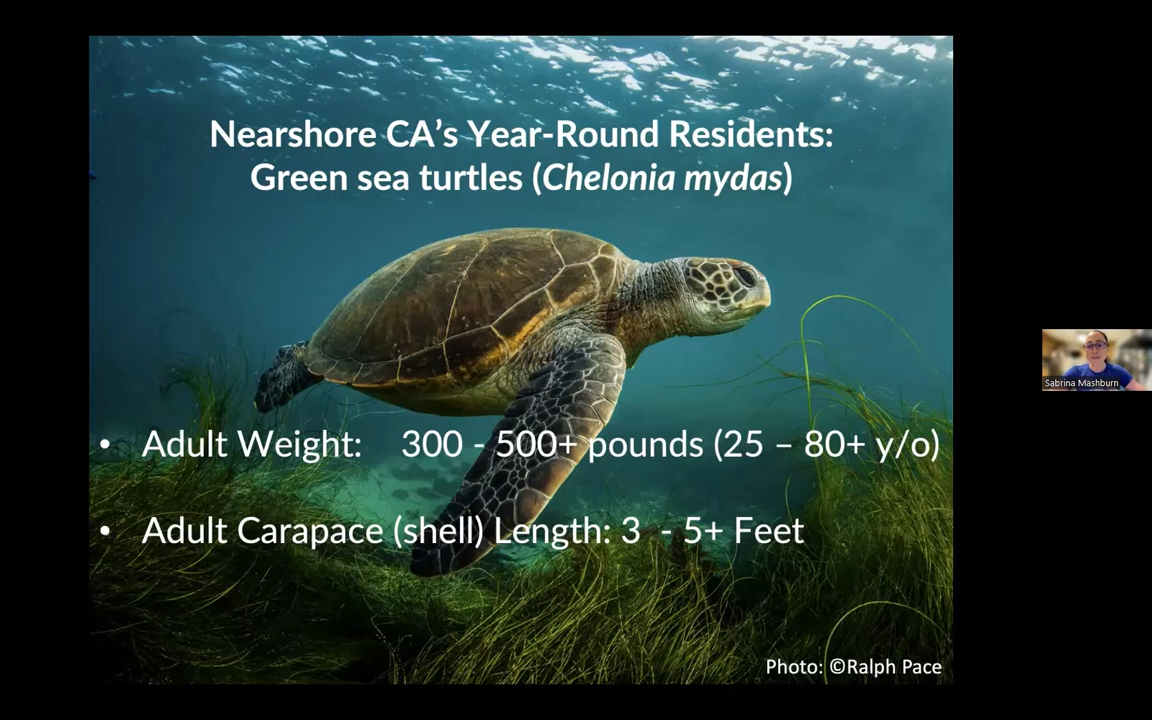 Nearshore CA's Year-Round Residents:
Green sea turtles (Chelonia mydas)
• Adult Weight: 300 - 500+ pounds (25 – 80+ y/o)
• Adult Carapace (shell) Length: 3 - 5+ Feet
Photo: ©Ralph Pace
Sabrina Mashburn